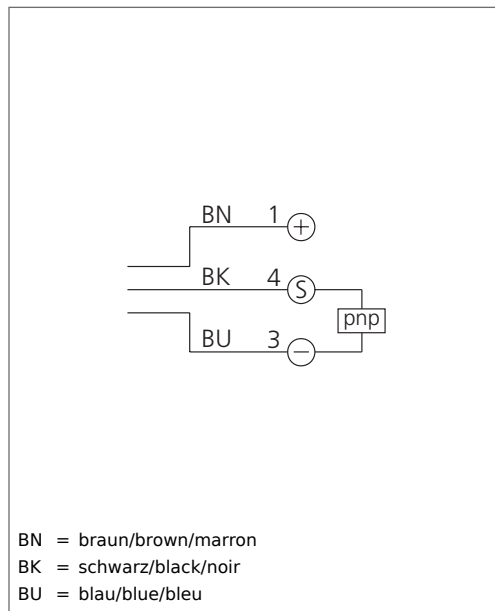 BN 1 +
BK 4 S
pnp
BU 3 −
BN = braun/brown/marron
BK = schwarz/black/noir
BU = blau/blue/bleu